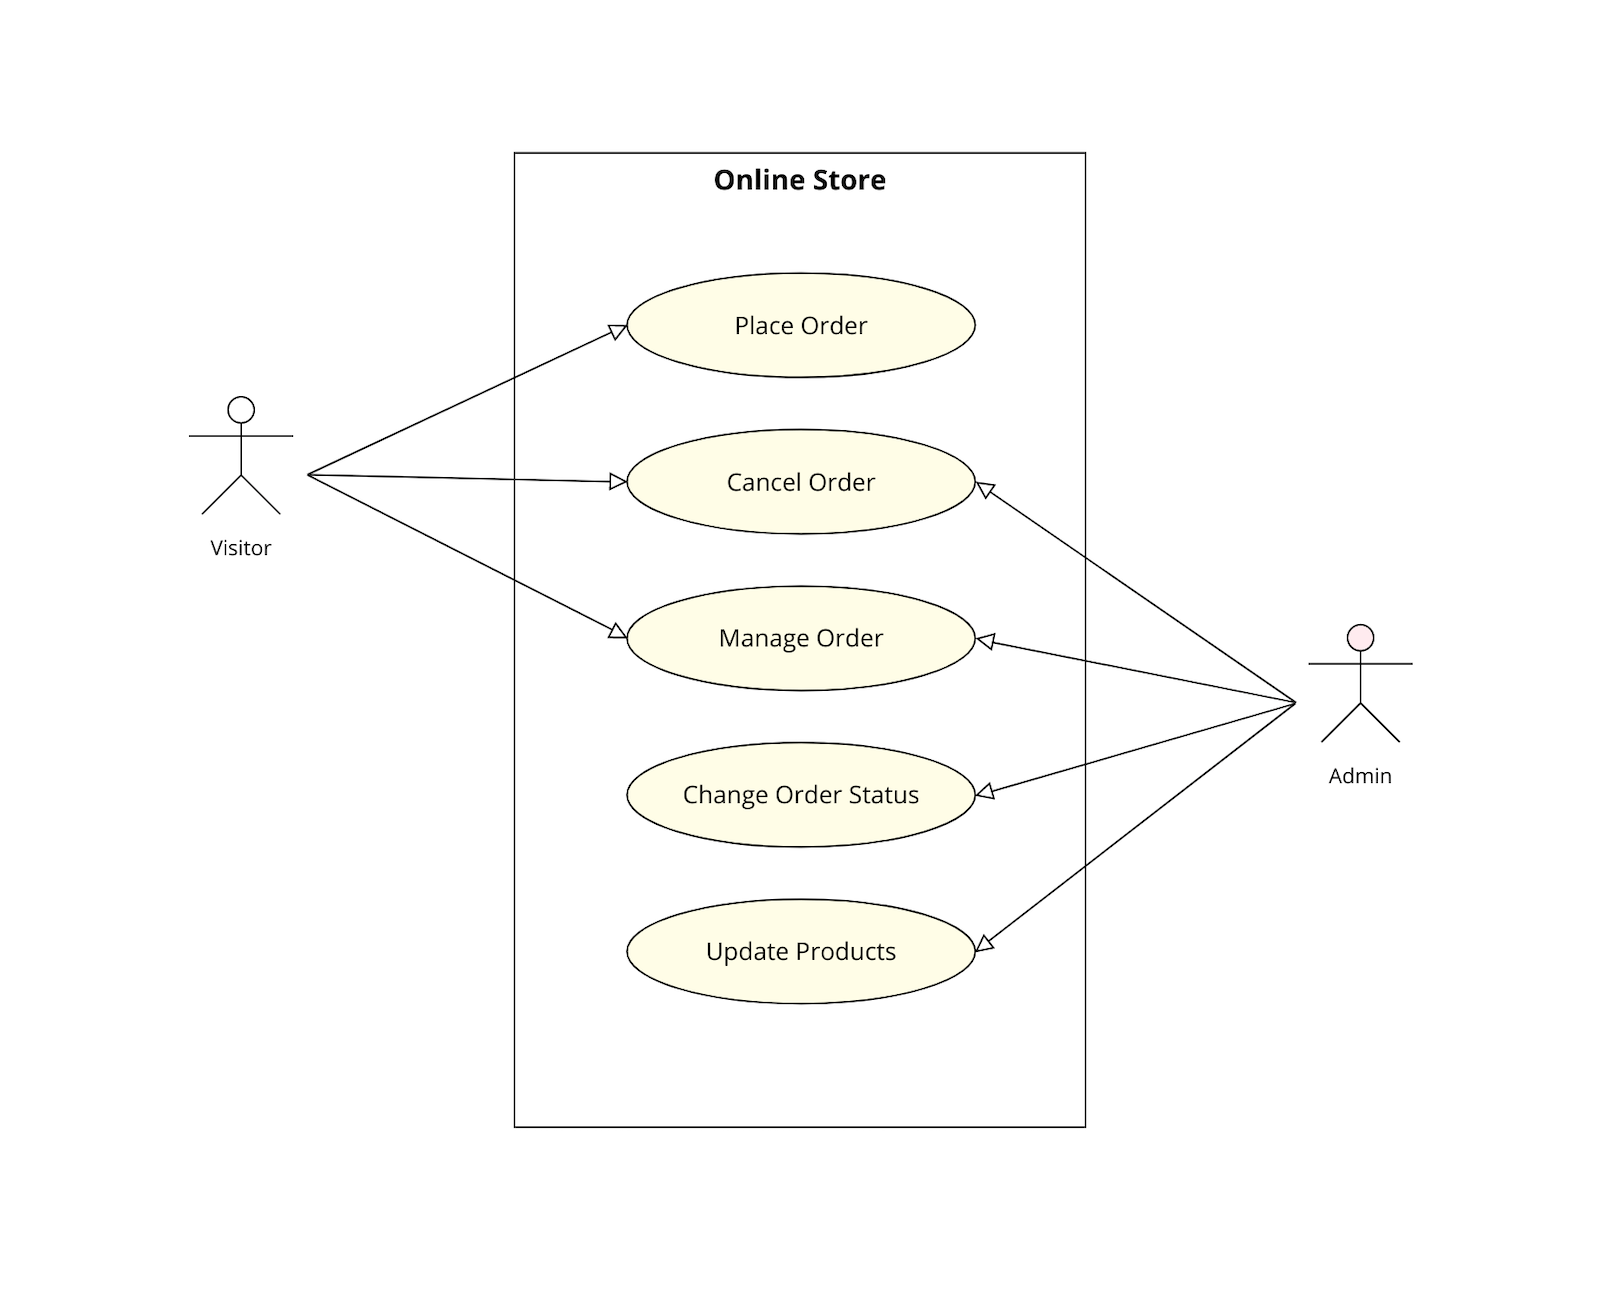 Online Store
Place Order
Cancel Order
Visitor
Manage Order
Admin
Change Order Status
Update Products